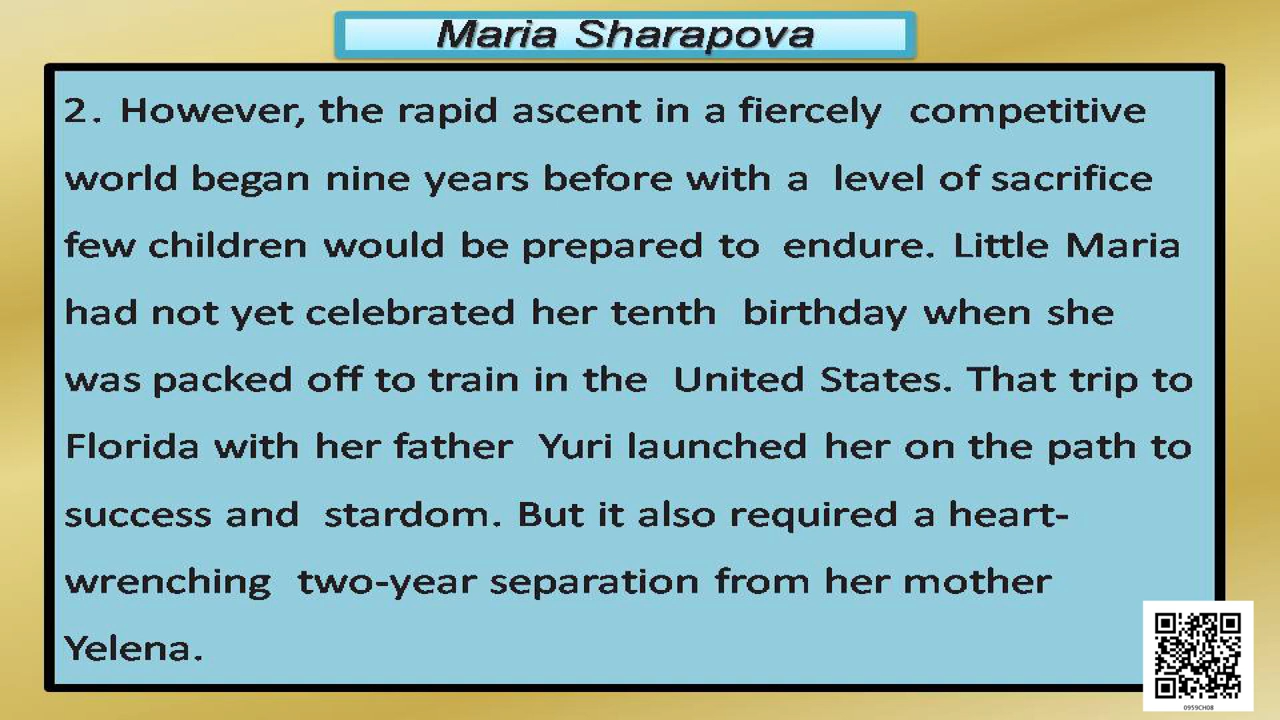 Maria Sharapova
2. However, the rapid ascent in a fiercely competitive
world began nine years before with a level of sacrifice
few children would be prepared to endure. Little Maria
had not yet celebrated her tenth birthday when she
was packed off to train in the United States. That trip to
Florida with her father Yuri launched her on the path to
success and stardom. But it also required a heart-
wrenching two-year separation from her mother
Yelena.
0959CH08